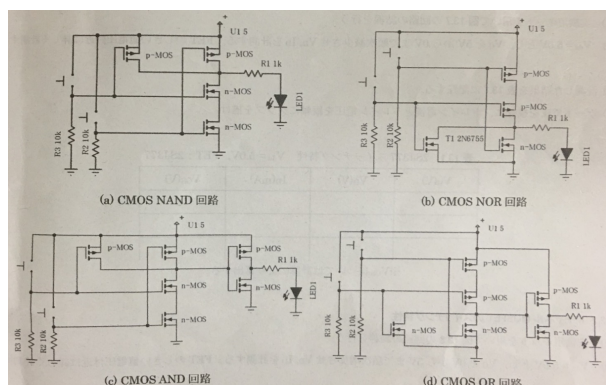 U1 5
p-MOS
p-MOS
R1 1k
n-MOS
n-MOS
LED1
R3 10k
R2 10k
(a) CMOS NAND 回路
U1 5
p-MOS
p-MOS
R1 1k
T1 2N6755
n-MOS
LED1
R3 10k
R2 10k
(b) CMOS NOR 回路
U1 5
p-MOS
p-MOS
p-MOS
R1 1k
n-MOS
n-MOS
n-MOS
LED1
R3 10k
R2 10k
(c) CMOS AND 回路
U1 5
p-MOS
p-MOS
p-MOS
R1 1k
n-MOS
n-MOS
n-MOS
LED1
R3 10k
R2 10k
(d) CMOS OR 回路